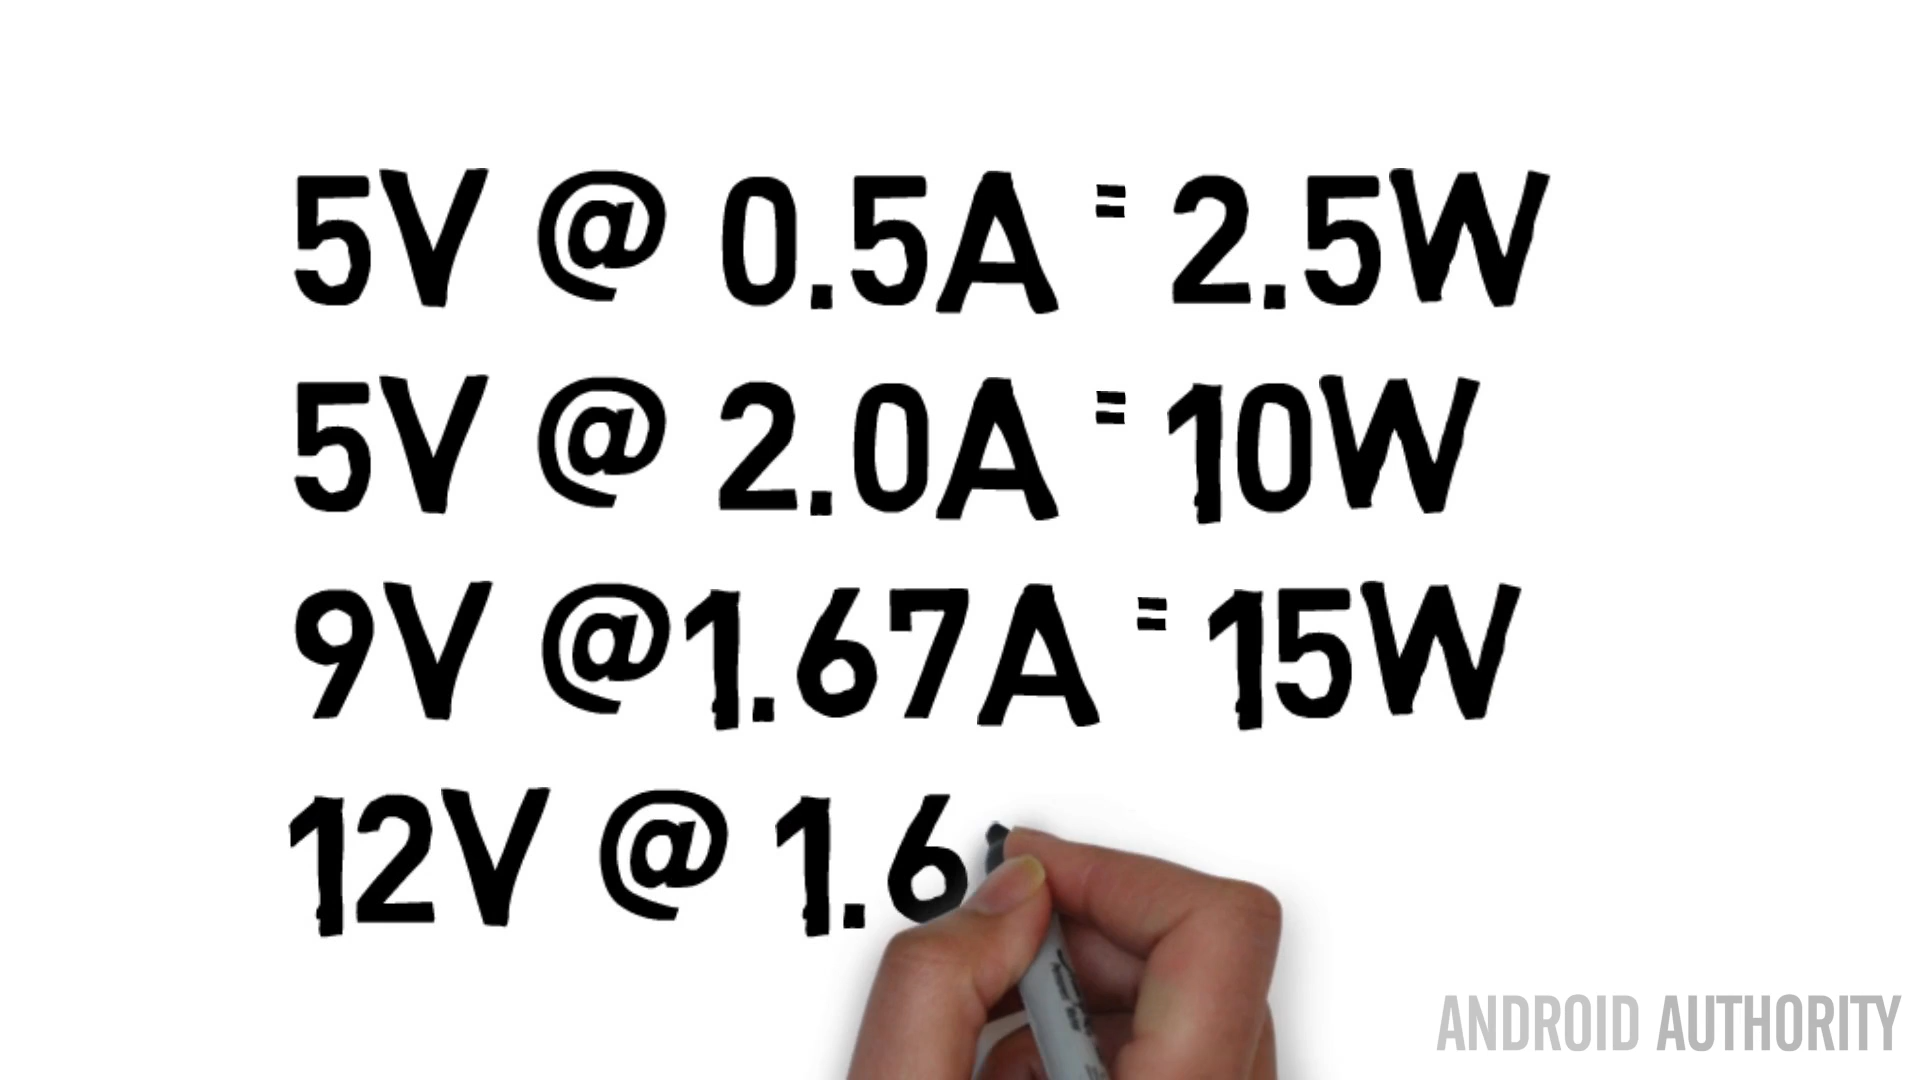 5V @ 0.5A = 2.5W
5V @ 2.0A = 10W
9V @1.67A = 15W
12V @ 1.6
ANDROID AUTHORITY